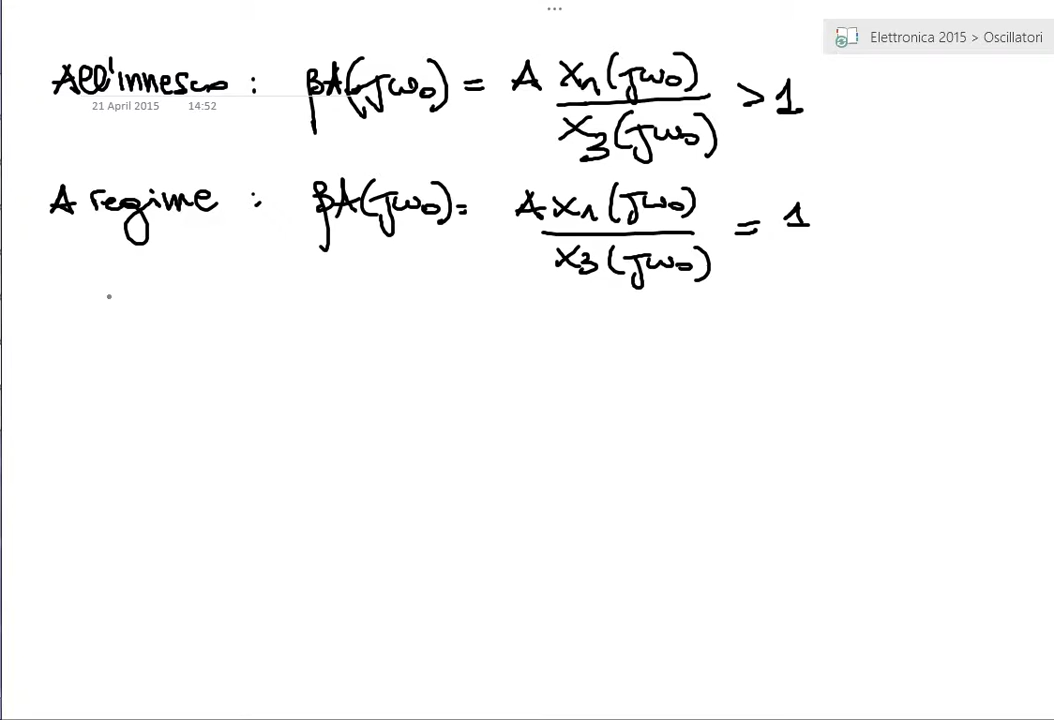 ...
Elettronica 2015 > Oscillatori
All'innesco : βA(jω₀) = A X₁(jω₀) / X₃(jω₀) > 1
21 April 2015 14:52
A regime : βA(jω₀) = A X₁(jω₀) / X₃(jω₀) = 1